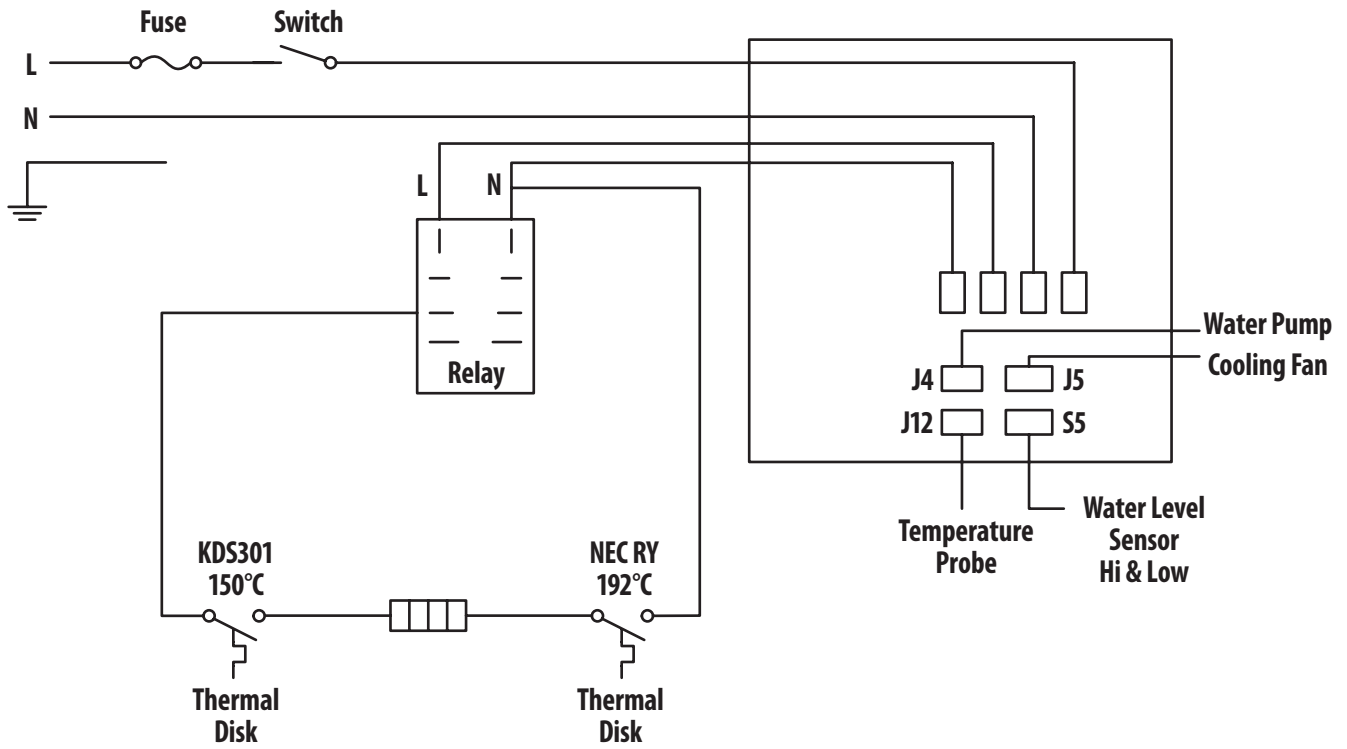 Fuse
Switch
L
N
L
N
Relay
Water Pump
Cooling Fan
J4
J5
J12
S5
Temperature
Probe
Water Level
Sensor
Hi & Low
KDS301
150°C
NEC RY
192°C
Thermal
Disk
Thermal
Disk